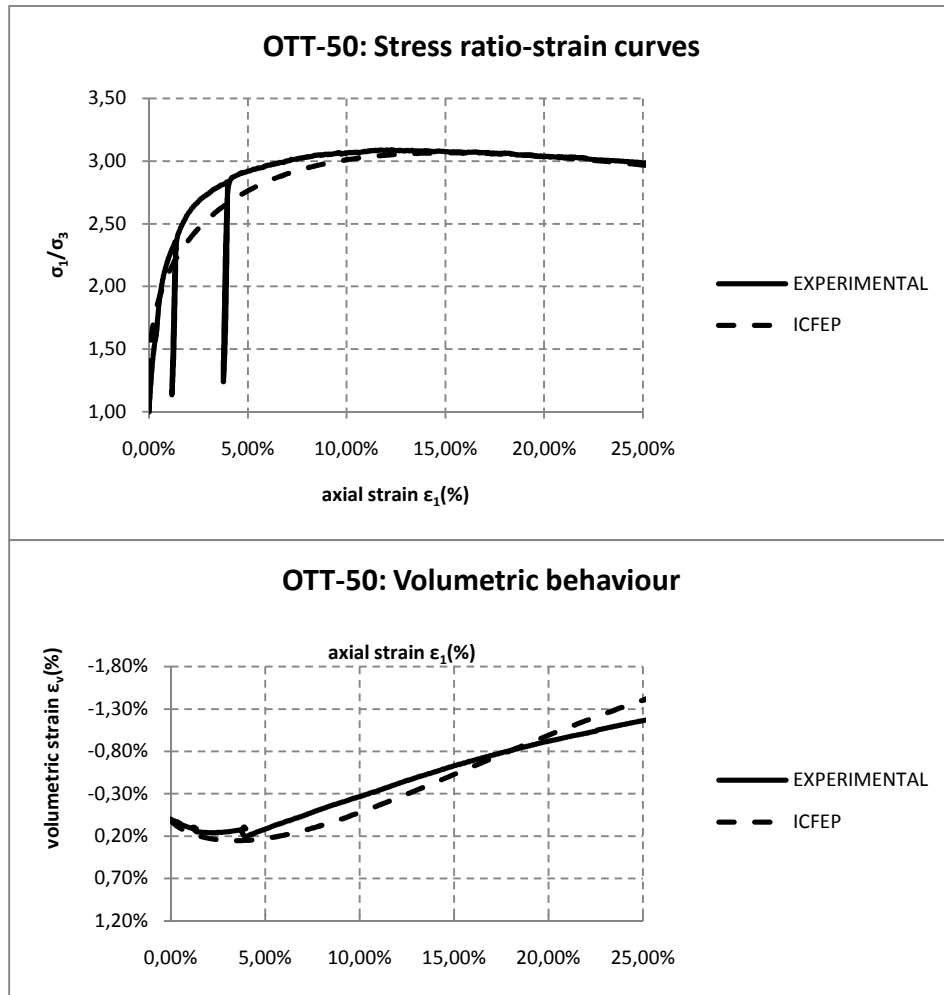 OTT-50: Stress ratio-strain curves
3,50
3,00
2,50
2,00
1,50
1,00
σ1/σ3
0,00% 5,00% 10,00% 15,00% 20,00% 25,00%
axial strain ε1(%)
EXPERIMENTAL
ICFEP
OTT-50: Volumetric behaviour
axial strain ε1(%)
-1,80%
-1,30%
-0,80%
-0,30%
0,20%
0,70%
1,20%
volumetric strain εv(%)
0,00% 5,00% 10,00% 15,00% 20,00% 25,00%
EXPERIMENTAL
ICFEP